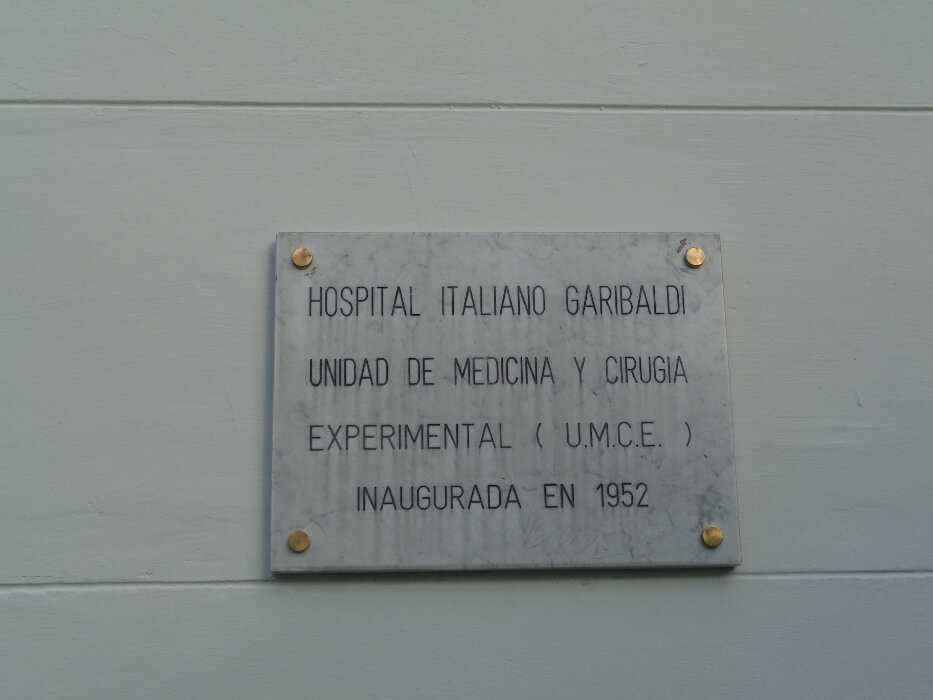 HOSPITAL ITALIANO GARIBALDI
UNIDAD DE MEDICINA Y CIRUGIA
EXPERIMENTAL ( U.M.C.E. )
INAUGURADA EN 1952